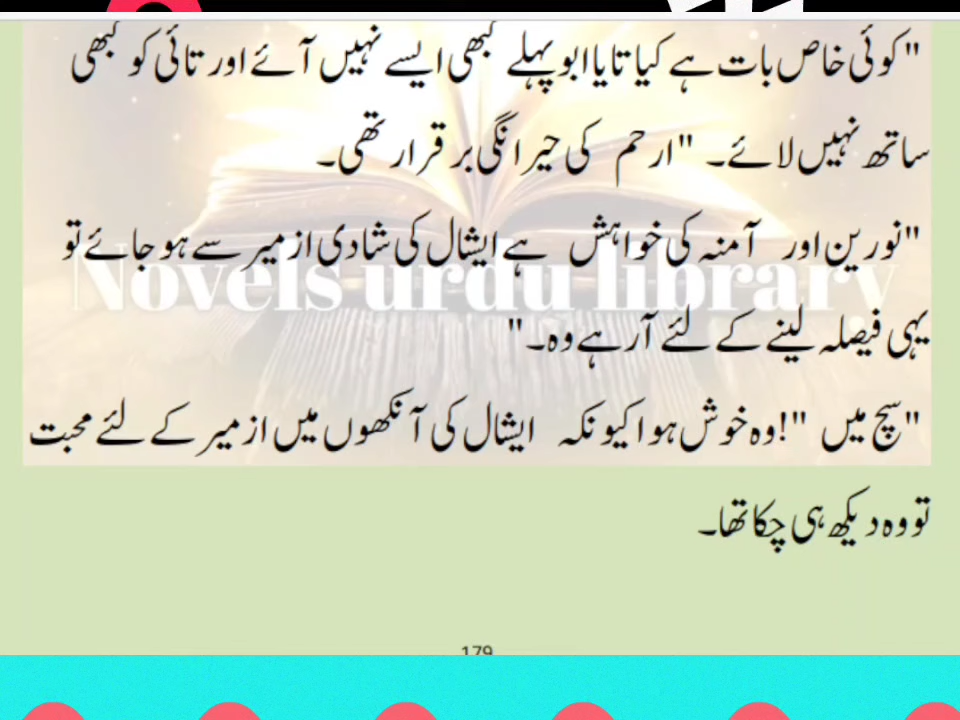 "کوئی خاص بات ہے کیا تایا ابو پہلے کبھی ایسے نہیں آئے اور تائی کو کبھی
ساتھ نہیں لائے۔ "ارحم کی حیرانگی برقرار تھی۔
"نورین اور آمنہ کی خواہش ہے ایشال کی شادی ازمیر سے ہو جائے تو
Novels urdu library
یہی فیصلہ لینے کے لئے آرہے وہ۔"
"سچ میں "!وہ خوش ہوا کیونکہ ایشال کی آنکھوں میں ازمیر کے لئے محبت
تو وہ دیکھ ہی چکا تھا۔
179